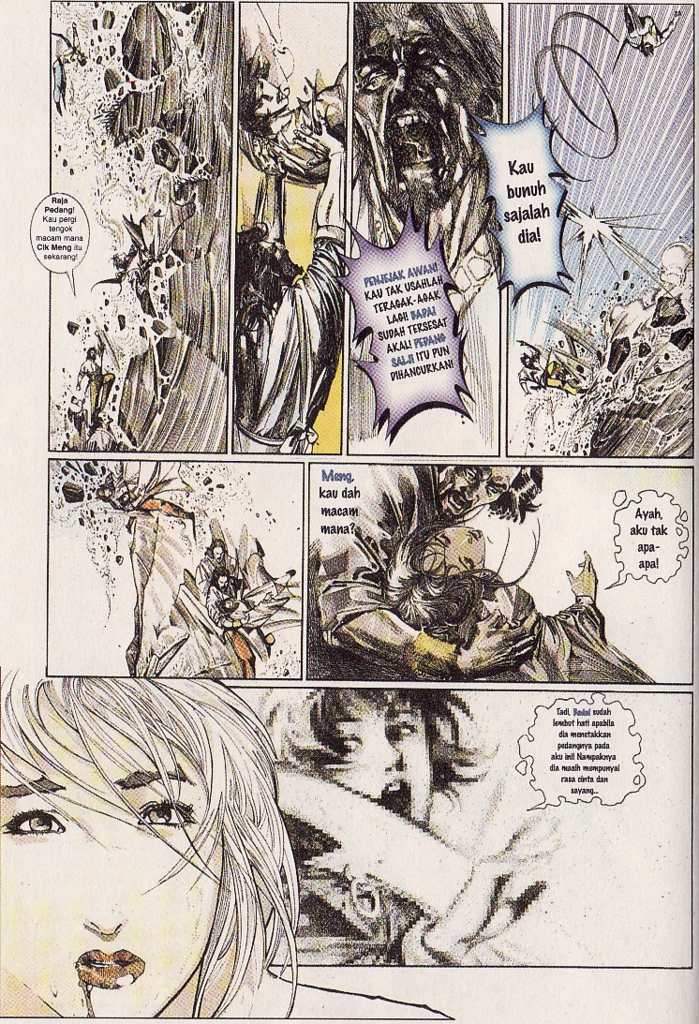 Raja
Pedang!
Kau pergi
tengok
macam mana
Cik Meng itu
sekarang!
PENJEJAK AWAN!
KAU TAK USAHLAH
TERAGAK-AGAK
LAGI! BADAI
SUDAH TERSESAT
AKAL! PEDANG
SALJI ITU PUN
DIHANCURKAN!
Kau
bunuh
sajalah
dia!
Meng,
kau dah
macam
mana?
Ayah,
aku tak
apa-
apa!
Tadi, Badai sudah
lembut hati apabila
dia menetakkan
pedangnya pada
aku ini! Nampaknya
dia masih mempunyai
rasa cinta dan
sayang...